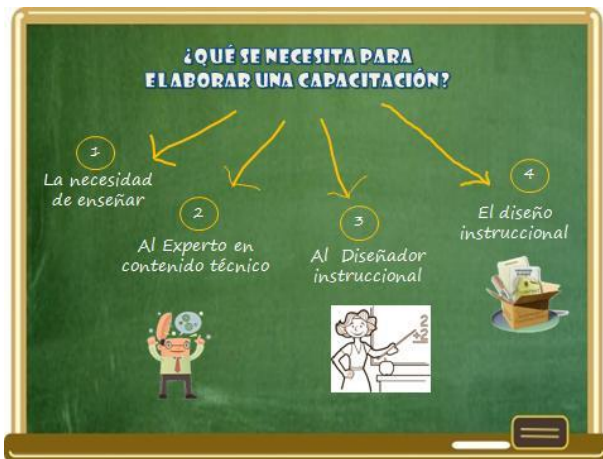 ¿QUÉ SE NECESITA PARA
ELABORAR UNA CAPACITACIÓN?
1
La necesidad
de enseñar
2
Al Experto en
contenido técnico
3
Al Diseñador
instruccional
4
El diseño
instruccional